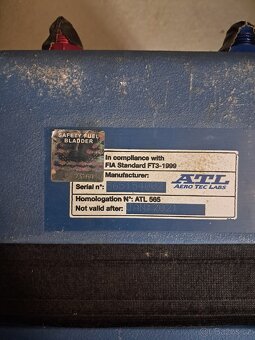 SAFETY FUEL
BLADDER
In compliance with
FIA Standard FT3-1999
Manufacturer:
ATL
AERO TEC LABS
Serial n°:
Homologation N°: ATL 565
Not valid after: